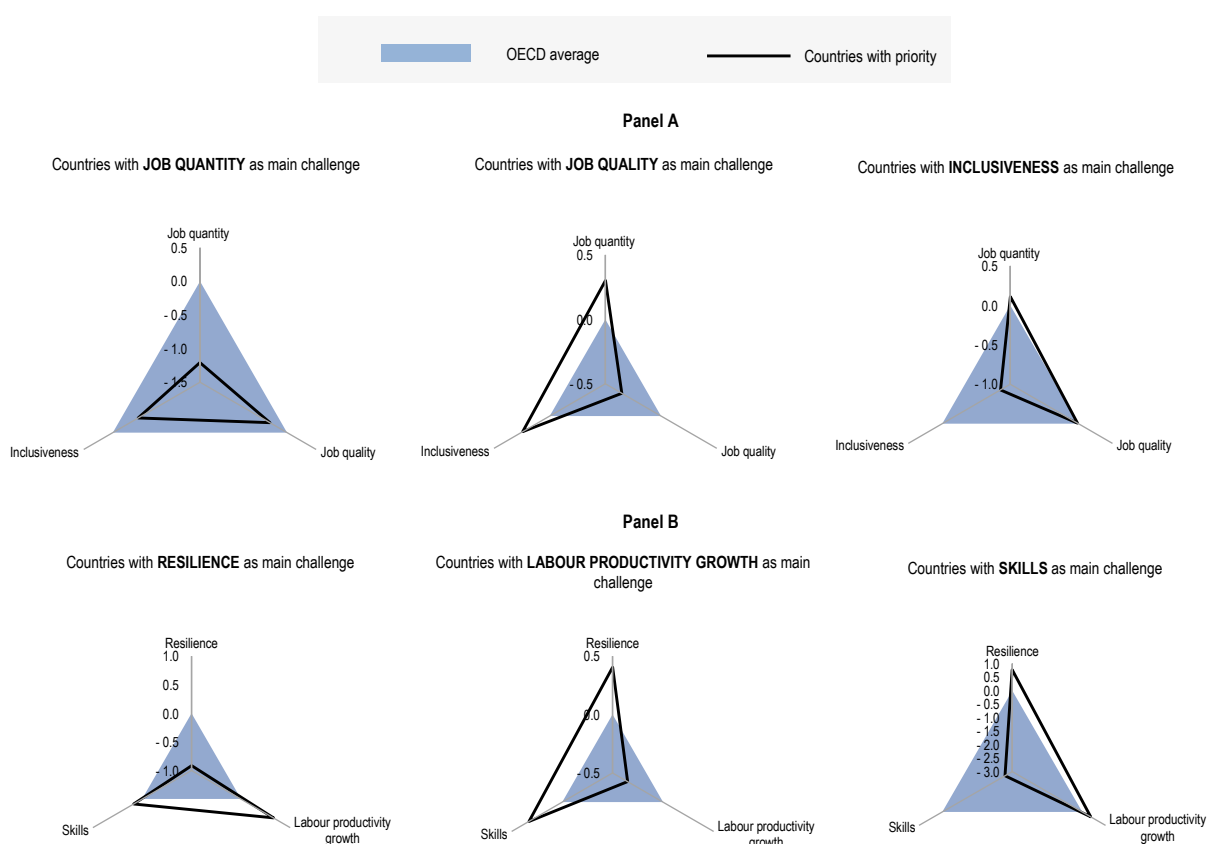 OECD average
Countries with priority
Panel A
Countries with JOB QUANTITY as main challenge
Job quantity
0.5
0.0
- 0.5
- 1.0
- 1.5
Inclusiveness
Job quality
Countries with JOB QUALITY as main challenge
Job quantity
0.5
0.0
- 0.5
Inclusiveness
Job quality
Countries with INCLUSIVENESS as main challenge
Job quantity
0.5
0.0
- 0.5
- 1.0
Inclusiveness
Job quality
Panel B
Countries with RESILIENCE as main challenge
Resilience
1.0
0.5
0.0
- 0.5
- 1.0
Skills
Labour productivity
growth
Countries with LABOUR PRODUCTIVITY GROWTH as main
challenge
Resilience
0.5
0.0
- 0.5
Skills
Labour productivity
growth
Countries with SKILLS as main challenge
Resilience
1.0
0.5
0.0
- 0.5
- 1.0
- 1.5
- 2.0
- 2.5
- 3.0
Skills
Labour productivity
growth